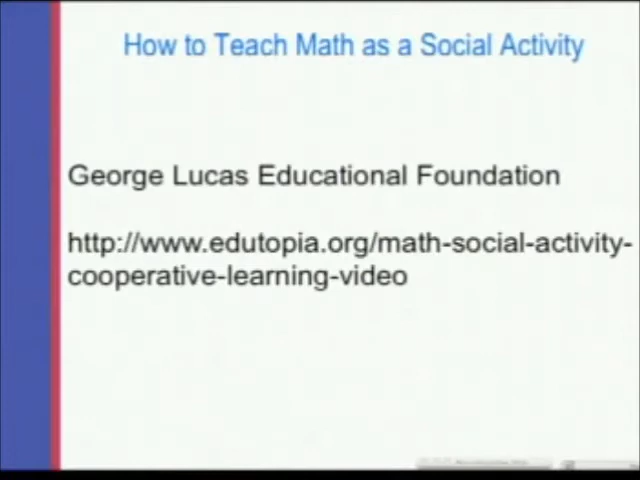 How to Teach Math as a Social Activity
George Lucas Educational Foundation
http://www.edutopia.org/math-social-activity-
cooperative-learning-video